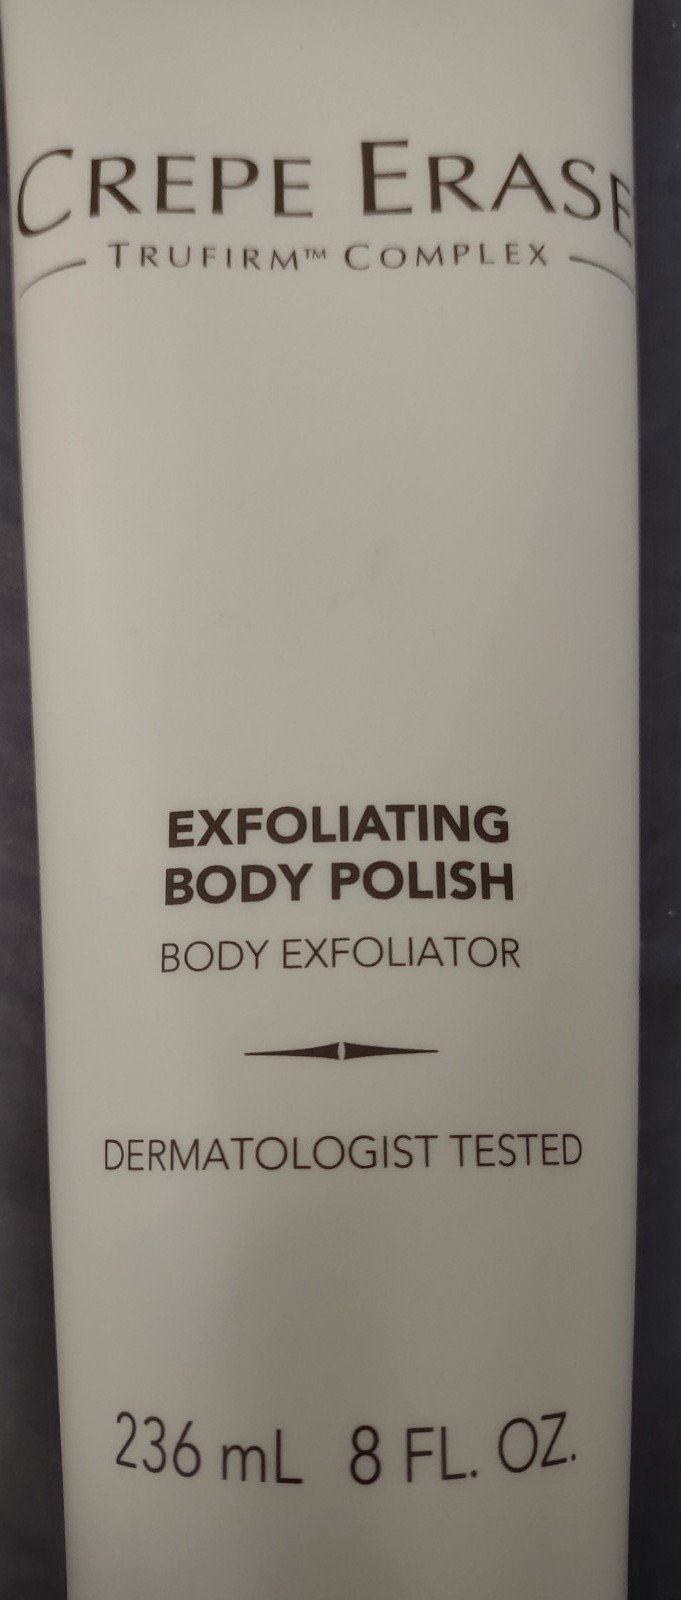 CREPE ERASE
TRUFIRM™ COMPLEX
EXFOLIATING
BODY POLISH
BODY EXFOLIATOR
DERMATOLOGIST TESTED
236 mL 8 FL. OZ.